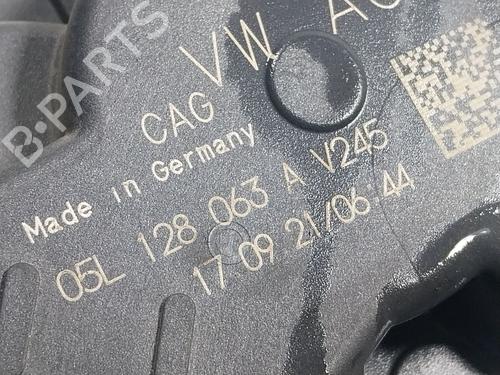 B-PARTS
VW
CAG
Made in Germany
05L 128 063 A V245
17 09 21/06:44